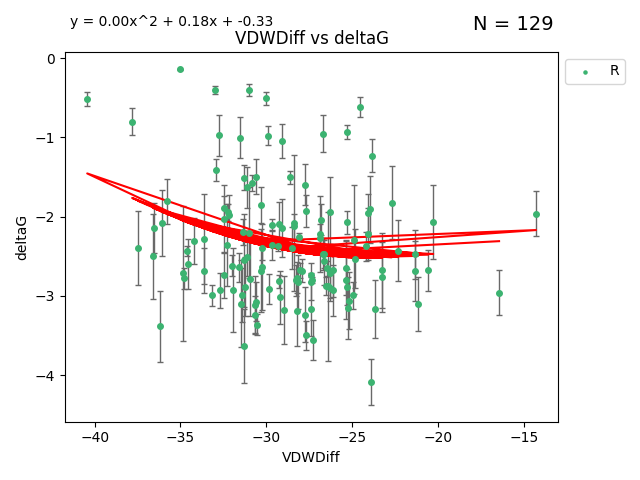 y = 0.00x^2 + 0.18x + -0.33
N = 129
VDWDiff vs deltaG
R
deltaG
0
−1
−2
−3
−4
−40
−35
−30
−25
−20
−15
VDWDiff